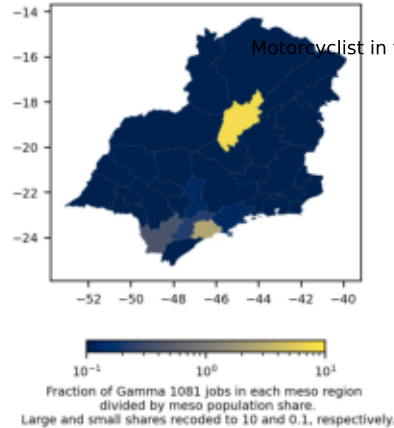 −14
Motorcyclist in
−16
−18
−20
−22
−24
−52 −50 −48 −46 −44 −42 −40
10⁻¹ 10⁰ 10¹
Fraction of Gamma 1081 jobs in each meso region
divided by meso population share.
Large and small shares recoded to 10 and 0.1, respectively.